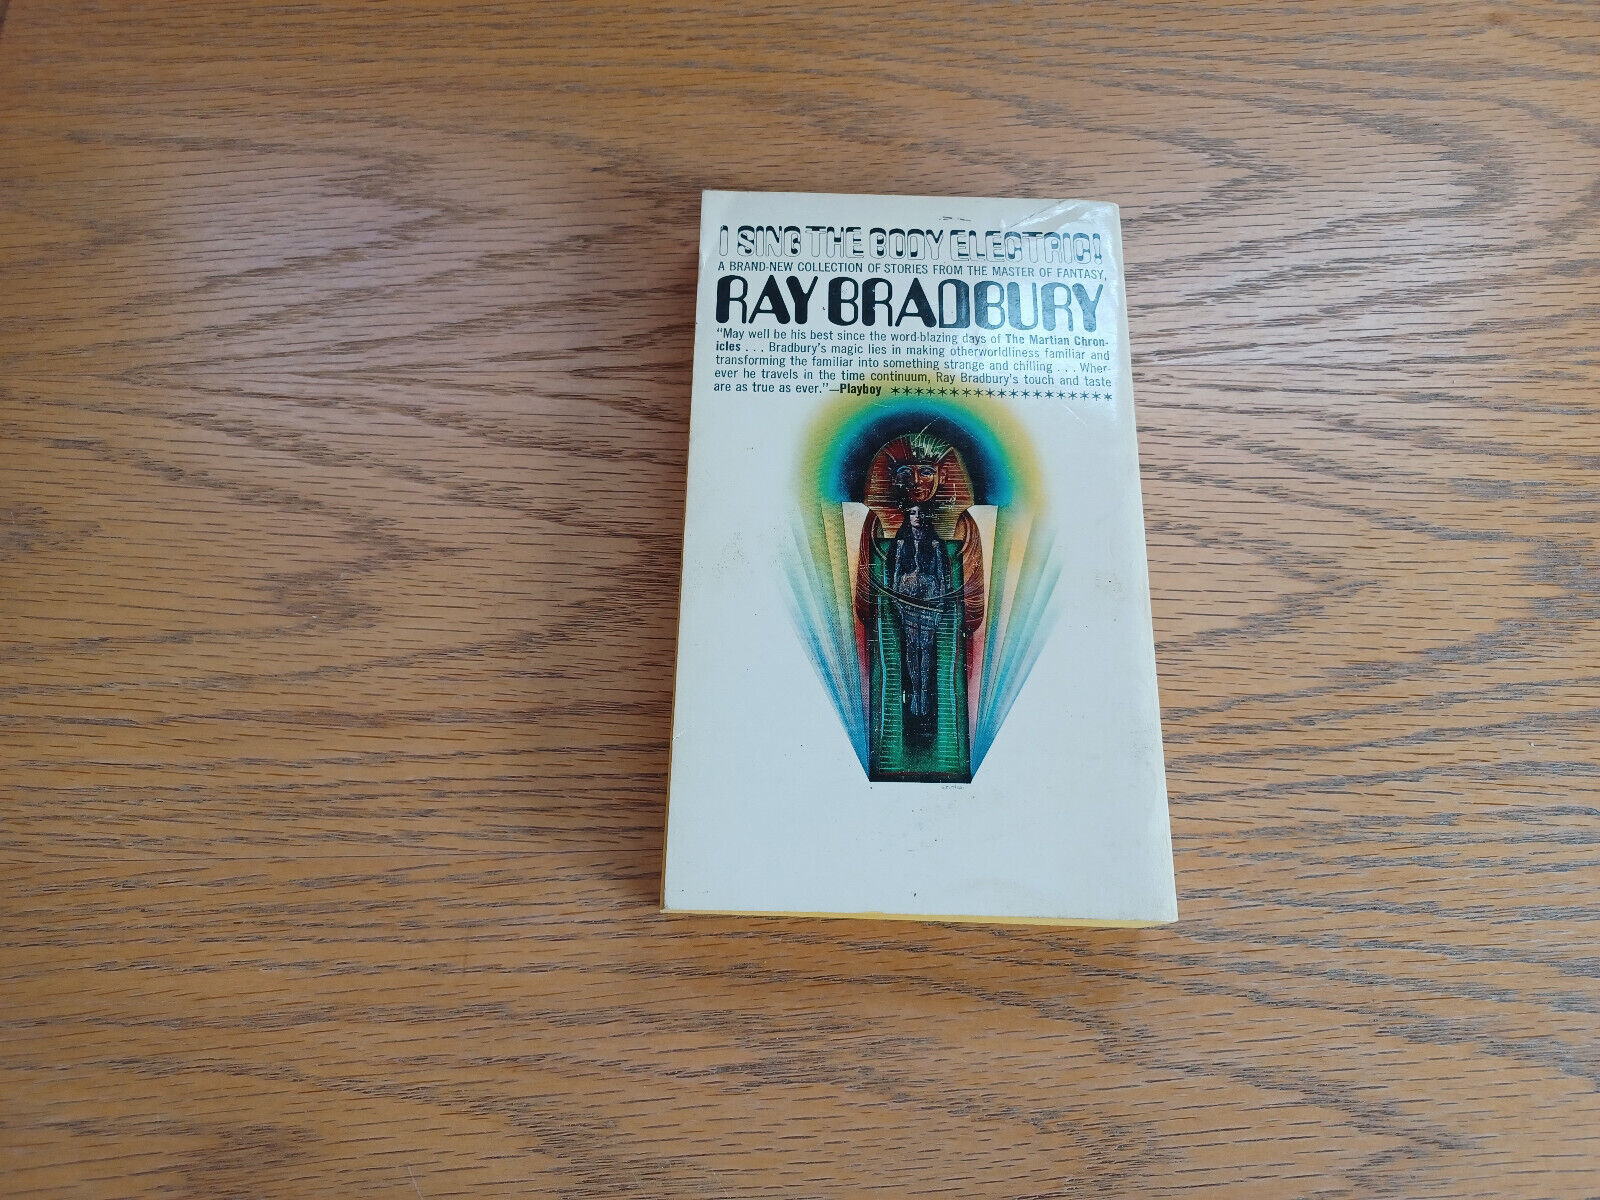 I SING THE BODY ELECTRIC!
A BRAND-NEW COLLECTION OF STORIES FROM THE MASTER OF FANTASY,
RAY BRADBURY
"May well be his best since the word-blazing days of The Martian Chron-
icles . . . Bradbury's magic lies in making otherworldliness familiar and
transforming the familiar into something strange and chilling . . . Wher-
ever he travels in the time continuum, Ray Bradbury's touch and taste
are as true as ever."—Playboy ✶✶✶✶✶✶✶✶✶✶✶✶✶✶✶✶✶✶✶